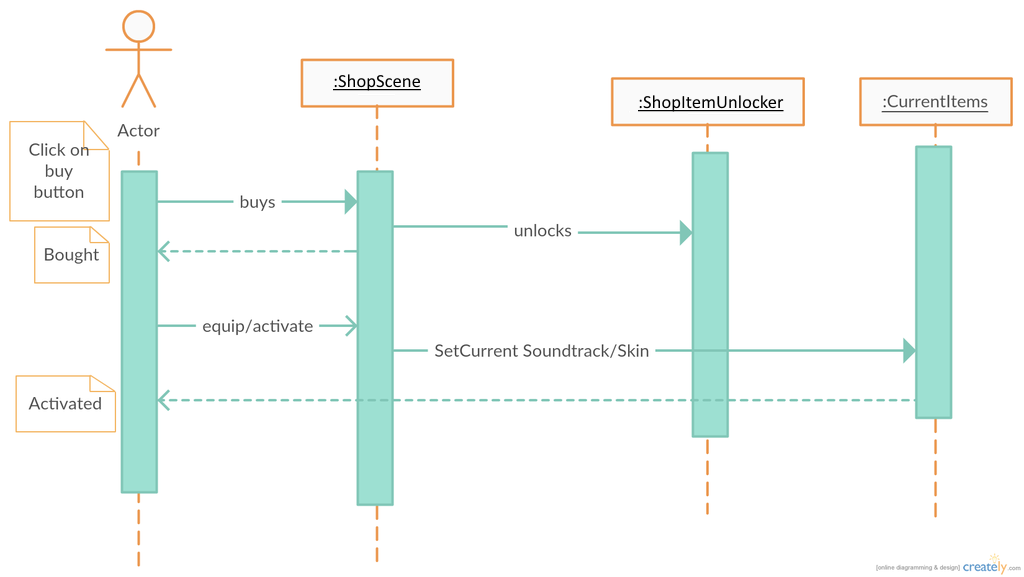 :ShopScene
:ShopItemUnlocker
:CurrentItems
Actor
Click on
buy
button
buys
unlocks
Bought
equip/activate
SetCurrent Soundtrack/Skin
Activated
[online diagramming & design] creately.com